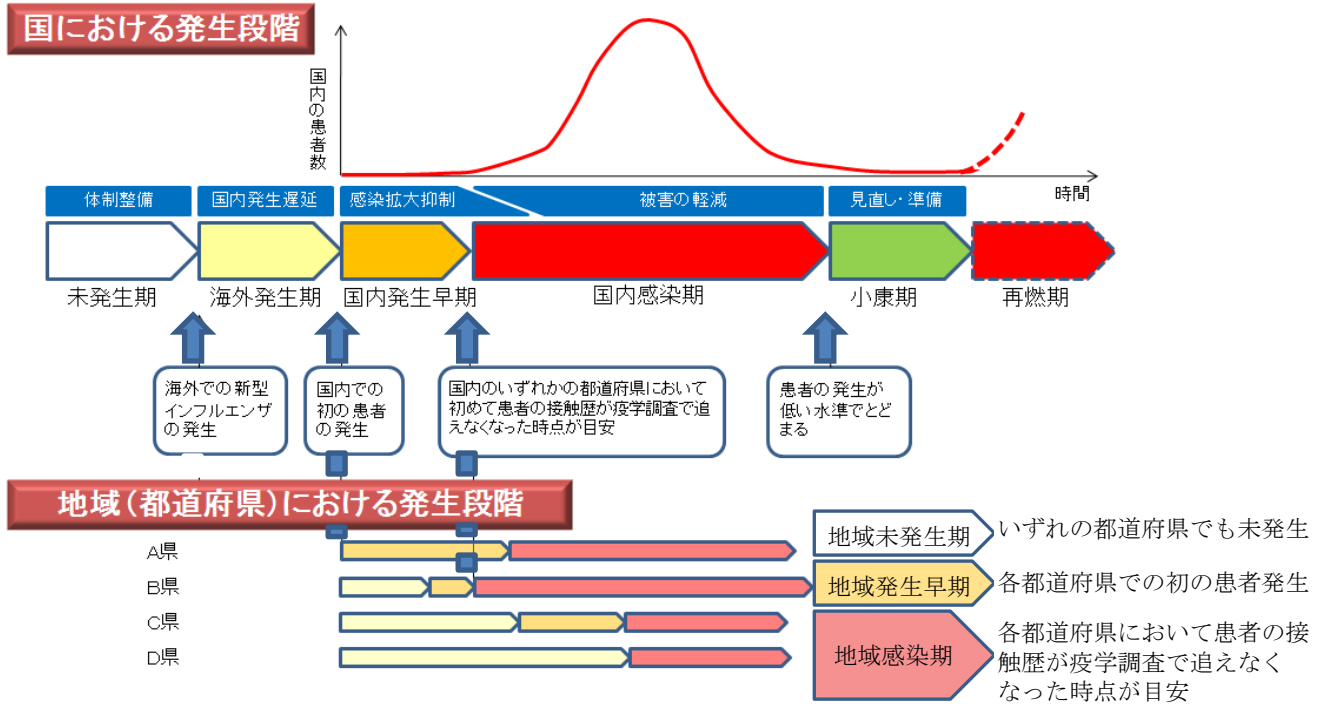 国における発生段階
国内の患者数
時間
体制整備
国内発生遅延
感染拡大抑制
被害の軽減
見直し・準備
未発生期
海外発生期
国内発生早期
国内感染期
小康期
再燃期
海外での新型
インフルエンザ
の発生
国内での
初の患者
の発生
国内のいずれかの都道府県において
初めて患者の接触歴が疫学調査で追
えなくなった時点が目安
患者の発生が
低い水準でとど
まる
地域（都道府県）における発生段階
A県
B県
C県
D県
地域未発生期
いずれの都道府県でも未発生
地域発生早期
各都道府県での初の患者発生
地域感染期
各都道府県において患者の接
触歴が疫学調査で追えなく
なった時点が目安